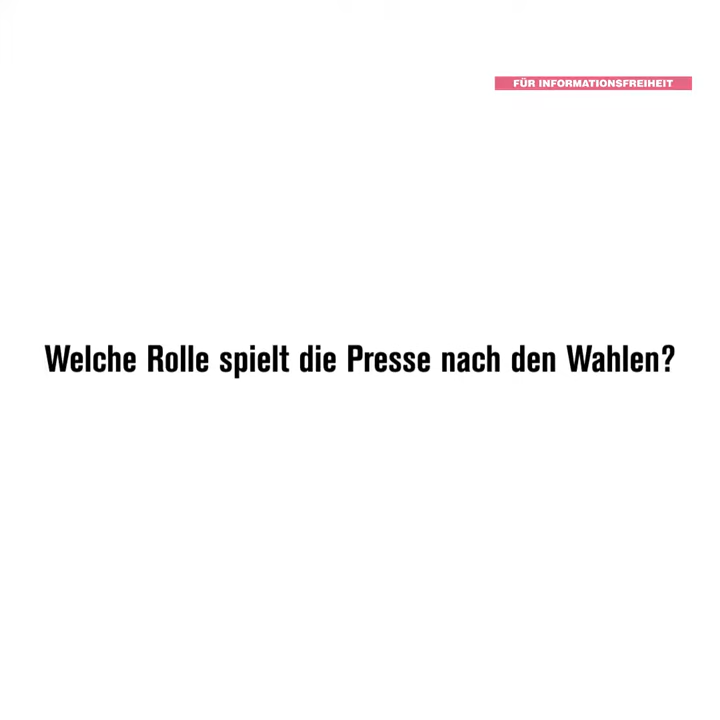 FÜR INFORMATIONSFREIHEIT
Welche Rolle spielt die Presse nach den Wahlen?